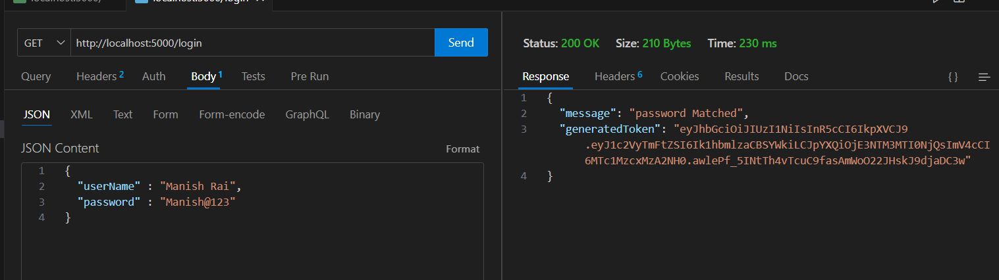 localhost:5000/
localhost:5000/login
GET http://localhost:5000/login Send
Query Headers 2 Auth Body 1 Tests Pre Run
JSON XML Text Form Form-encode GraphQL Binary
JSON Content Format
1 {
2 "userName" : "Manish Rai",
3 "password" : "Manish@123"
4 }
Status: 200 OK Size: 210 Bytes Time: 230 ms
Response Headers 6 Cookies Results Docs { }
1 {
2 "message": "password Matched",
3 "generatedToken": "eyJhbGciOiJIUzI1NiIsInR5cCI6IkpXVCJ9
.eyJ1c2VyTmFtZSI6Ik1hbmlzaCBSYWkiLCJpYXQiOjE3NTM3MTI0NjQsImV4cCI
6MTc1MzcxMzA2NH0.awlePf_5INtTh4vTcuC9fasAmWoO22JHskJ9djaDC3w"
4 }